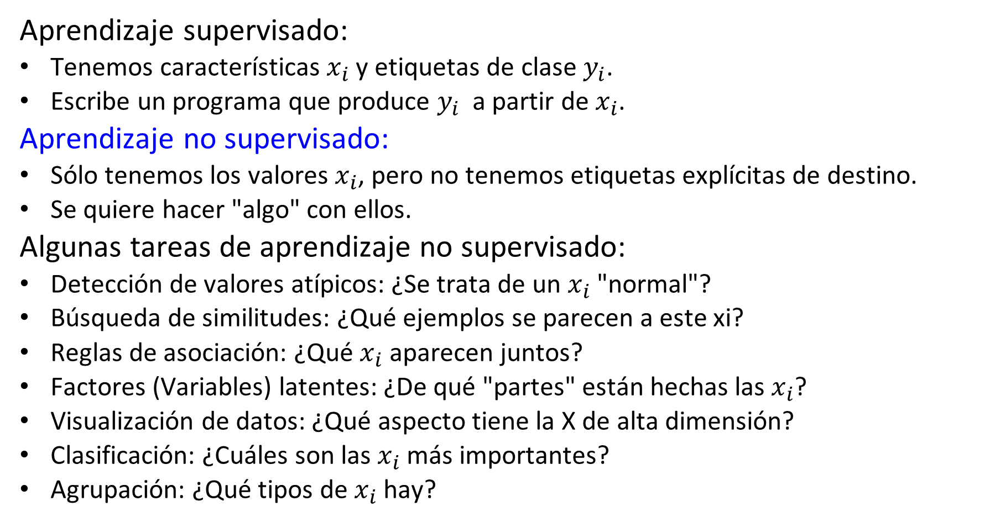 Aprendizaje supervisado:
• Tenemos características $x_i$ y etiquetas de clase $y_i$.
• Escribe un programa que produce $y_i$ a partir de $x_i$.
Aprendizaje no supervisado:
• Sólo tenemos los valores $x_i$, pero no tenemos etiquetas explícitas de destino.
• Se quiere hacer "algo" con ellos.
Algunas tareas de aprendizaje no supervisado:
• Detección de valores atípicos: ¿Se trata de un $x_i$ "normal"?
• Búsqueda de similitudes: ¿Qué ejemplos se parecen a este xi?
• Reglas de asociación: ¿Qué $x_i$ aparecen juntos?
• Factores (Variables) latentes: ¿De qué "partes" están hechas las $x_i$?
• Visualización de datos: ¿Qué aspecto tiene la X de alta dimensión?
• Clasificación: ¿Cuáles son las $x_i$ más importantes?
• Agrupación: ¿Qué tipos de $x_i$ hay?